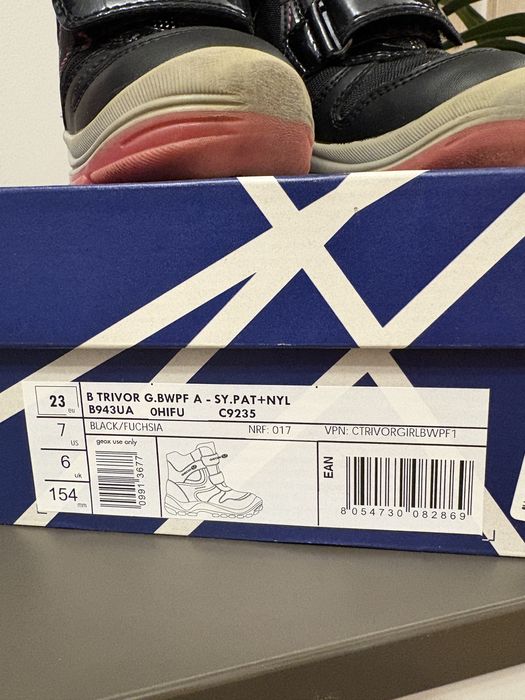 23 eu
B TRIVOR G.BWPF A - SY.PAT+NYL
B943UA 0HIFU C9235
7 us
BLACK/FUCHSIA NRF: 017 VPN: CTRIVORGIRLBWPF1
geox use only
6 uk
154 mm
0991 3677
EAN
8 054730 082869